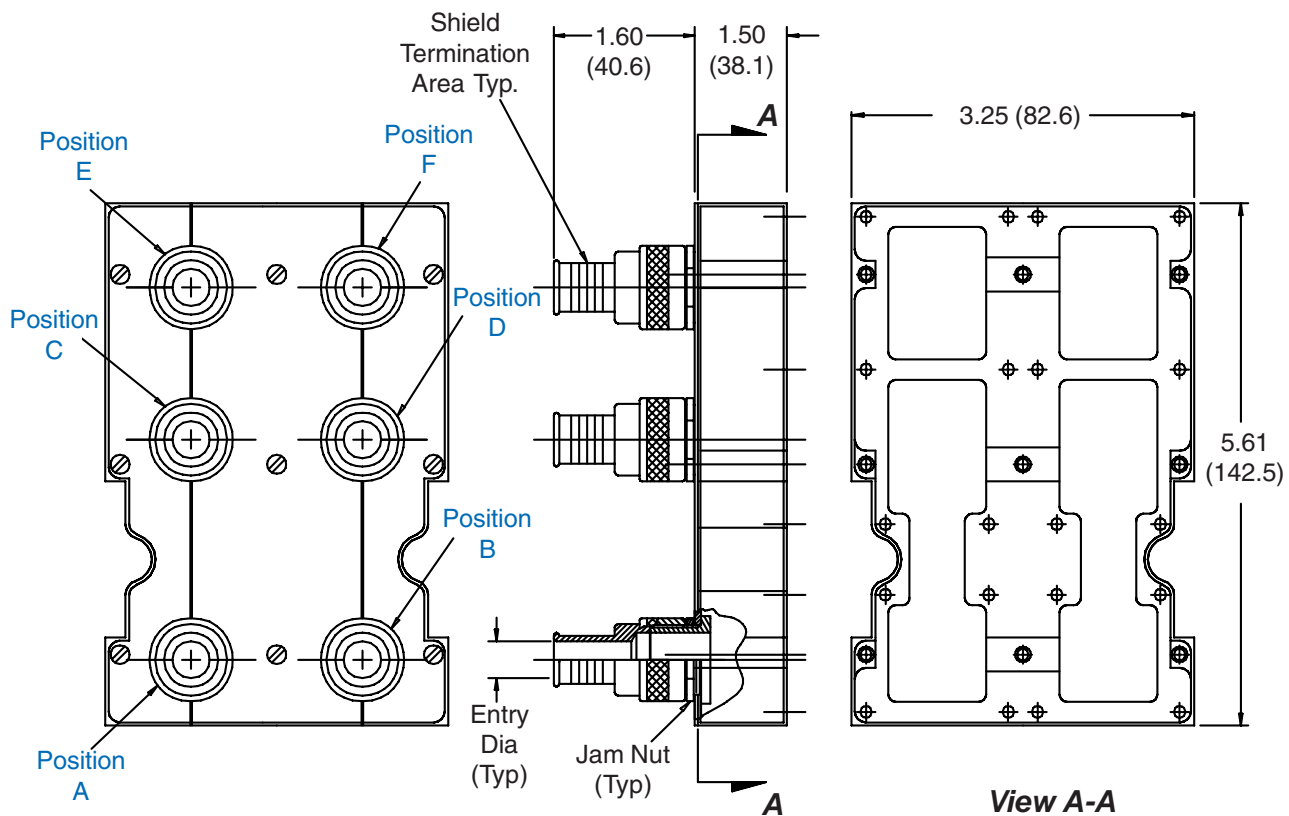 Shield
Termination
Area Typ.
1.60
(40.6)
1.50
(38.1)
A
3.25 (82.6)
Position
E
Position
F
Position
C
Position
D
5.61
(142.5)
Position
B
Entry
Dia
(Typ)
Jam Nut
(Typ)
Position
A
A
View A-A